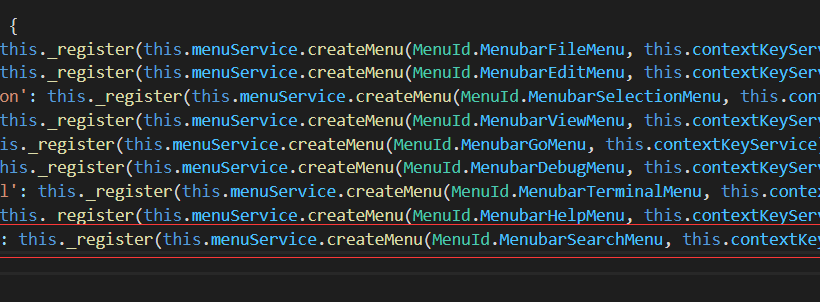 {
this._register(this.menuService.createMenu(MenuId.MenubarFileMenu, this.contextKeyServ
this._register(this.menuService.createMenu(MenuId.MenubarEditMenu, this.contextKeyServ
on': this._register(this.menuService.createMenu(MenuId.MenubarSelectionMenu, this.cont
this._register(this.menuService.createMenu(MenuId.MenubarViewMenu, this.contextKeyServ
is._register(this.menuService.createMenu(MenuId.MenubarGoMenu, this.contextKeyService)
his._register(this.menuService.createMenu(MenuId.MenubarDebugMenu, this.contextKeySer
l': this._register(this.menuService.createMenu(MenuId.MenubarTerminalMenu, this.contex
this._register(this.menuService.createMenu(MenuId.MenubarHelpMenu, this.contextKeyServ
: this._register(this.menuService.createMenu(MenuId.MenubarSearchMenu, this.contextKey